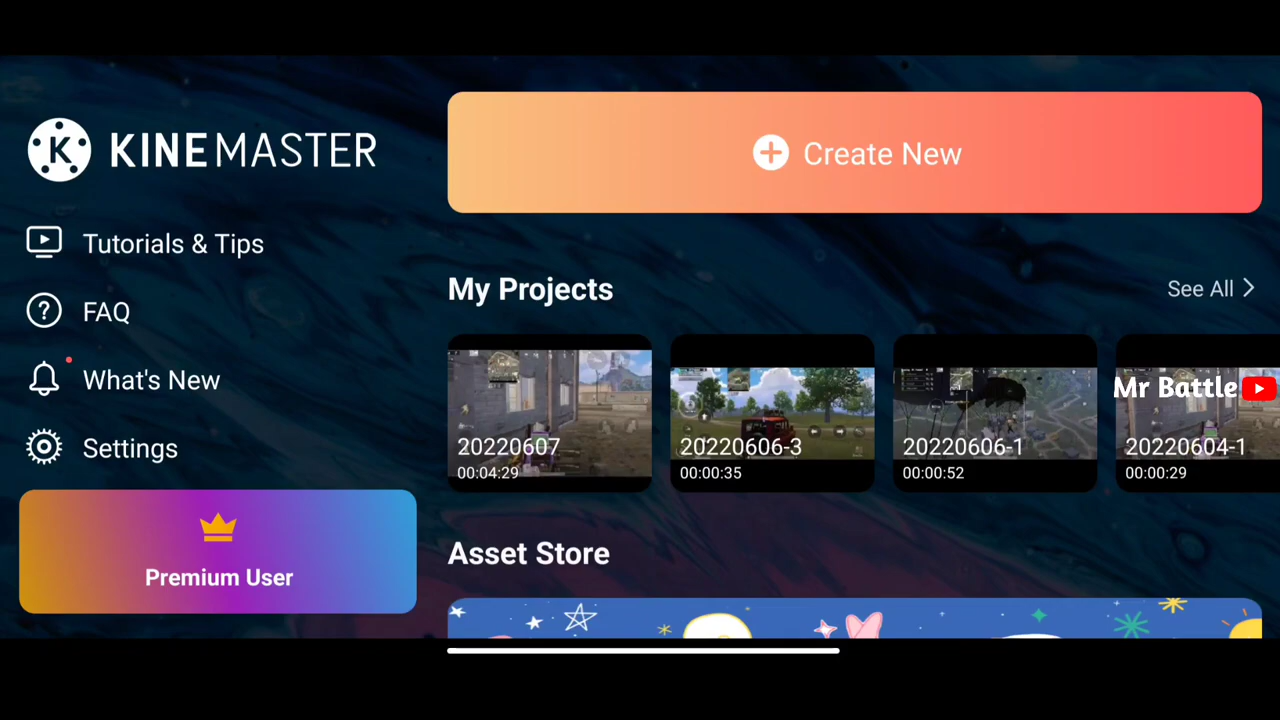 KINEMASTER
Tutorials & Tips
FAQ
What's New
Settings
Premium User
Create New
My Projects
See All
20220607
00:04:29
20220606-3
00:00:35
20220606-1
00:00:52
Mr Battle
20220604-1
00:00:29
Asset Store